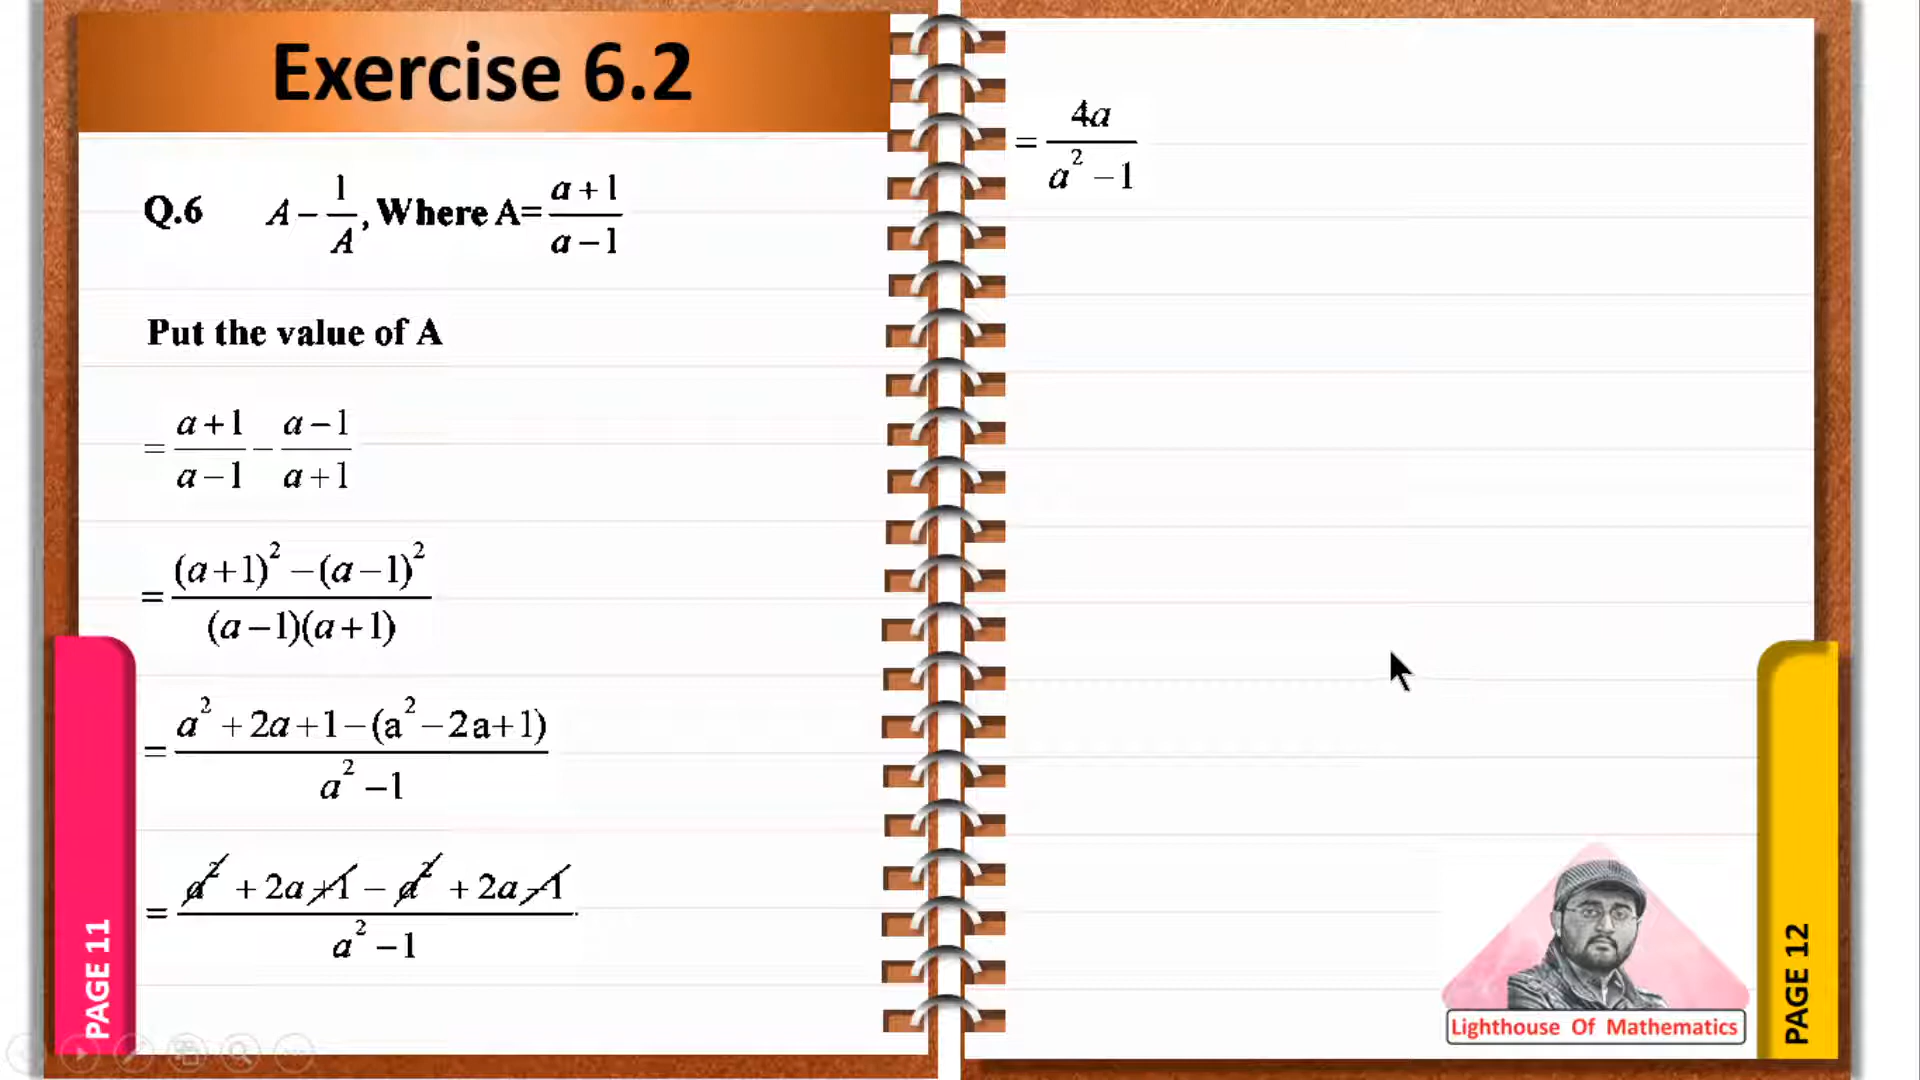 Exercise 6.2
Q.6 A - 1/A, Where A= (a+1)/(a-1)
Put the value of A
= (a+1)/(a-1) - (a-1)/(a+1)
= ((a+1)² - (a-1)²)/((a-1)(a+1))
= (a² + 2a + 1 - (a² - 2a + 1))/(a² - 1)
= (a² + 2a + 1 - a² + 2a - 1)/(a² - 1)
PAGE 11
= 4a/(a² - 1)
Lighthouse Of Mathematics
PAGE 12